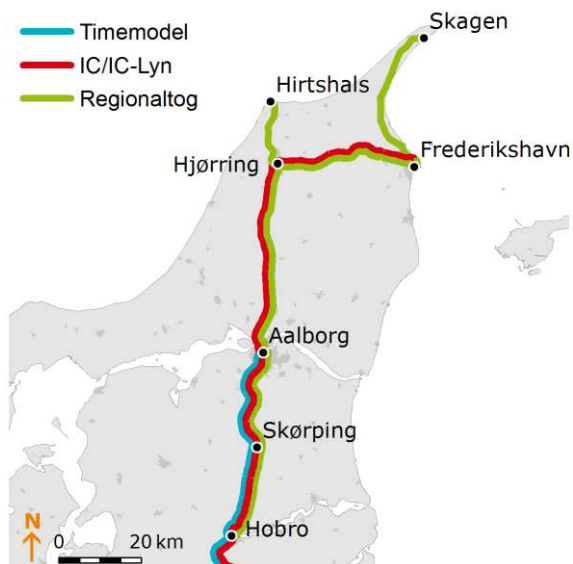 Timemodel
IC/IC-Lyn
Regionaltog
Skagen
Hirtshals
Hjørring
Frederikshavn
Aalborg
Skørping
Hobro
N
0 20 km